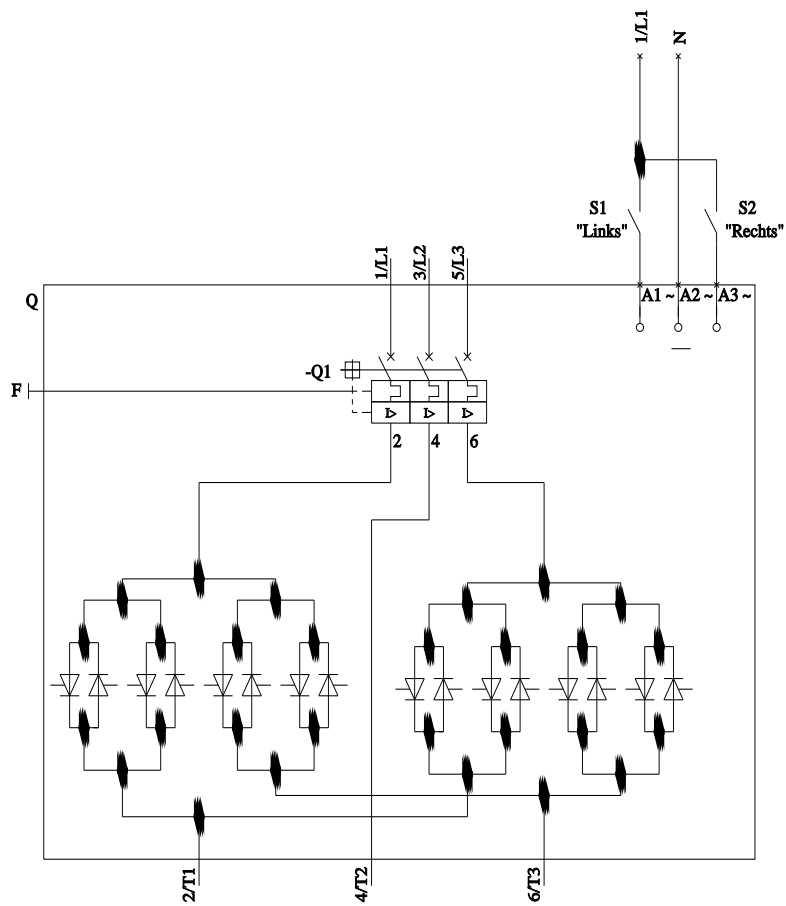 1/L1
N
S1
"Links"
S2
"Rechts"
1/L1
3/L2
5/L3
Q
A1 ~
A2 ~
A3 ~
-Q1
F
I>
I>
I>
2
4
6
2/T1
4/T2
6/T3